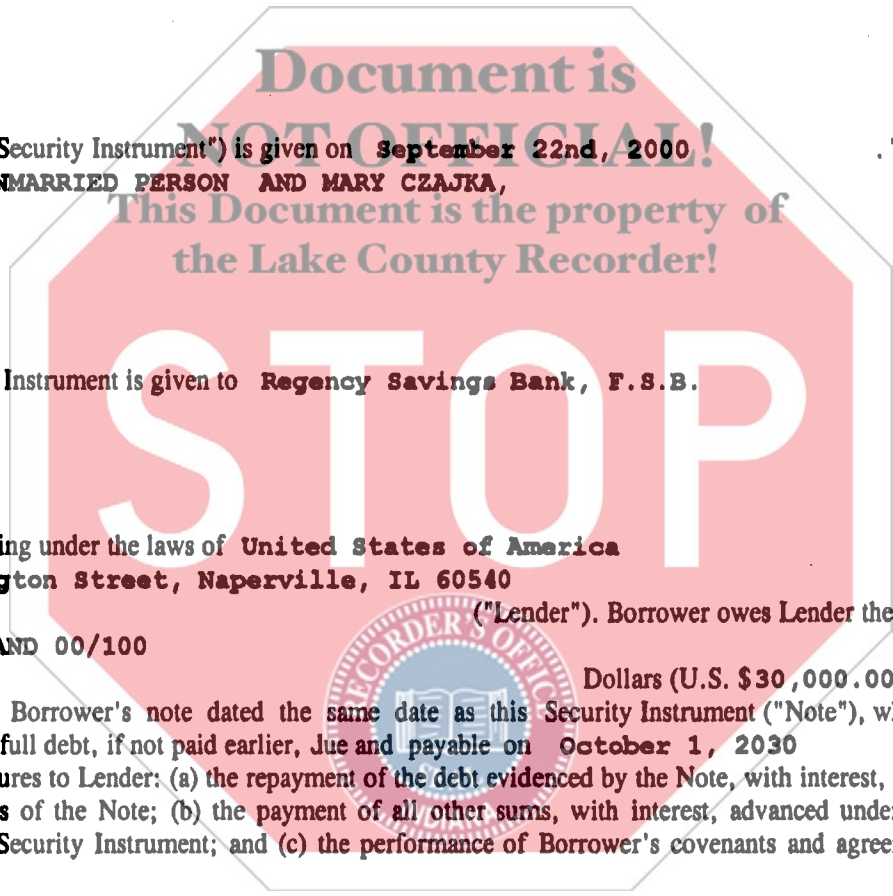 Document is
NOT OFFICIAL!
Security Instrument") is given on September 22nd, 2000
NMARRIED PERSON AND MARY CZAJKA,
This Document is the property of
the Lake County Recorder!
Instrument is given to Regency Savings Bank, F.S.B.
STOP
ing under the laws of United States of America
gton Street, Naperville, IL 60540
("Lender"). Borrower owes Lender the
AND 00/100
RECORDER'S OFFICE
Dollars (U.S. $30,000.00
Borrower's note dated the same date as this Security Instrument ("Note"), w
full debt, if not paid earlier, due and payable on October 1, 2030
ures to Lender: (a) the repayment of the debt evidenced by the Note, with interest,
s of the Note; (b) the payment of all other sums, with interest, advanced unde
Security Instrument; and (c) the performance of Borrower's covenants and agree